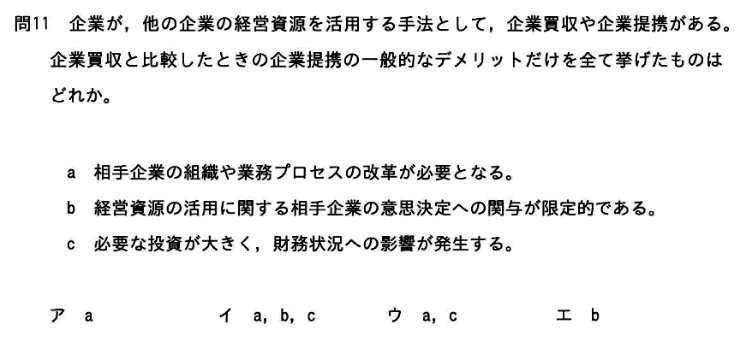 問11　企業が，他の企業の経営資源を活用する手法として，企業買収や企業提携がある。
企業買収と比較したときの企業提携の一般的なデメリットだけを全て挙げたものは
どれか。
a　相手企業の組織や業務プロセスの改革が必要となる。
b　経営資源の活用に関する相手企業の意思決定への関与が限定的である。
c　必要な投資が大きく，財務状況への影響が発生する。
ア　a　イ　a，b，c　ウ　a，c　エ　b